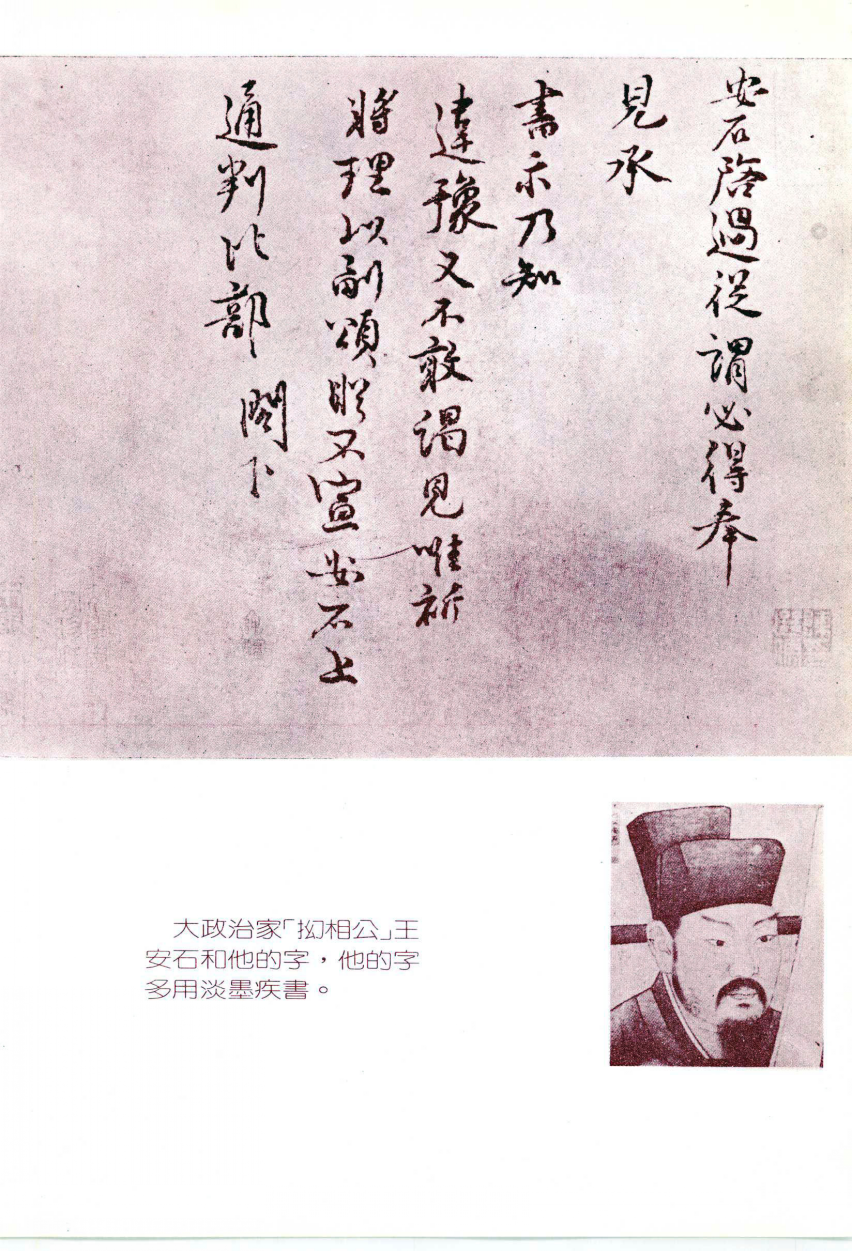 安石啓過從謂必得奉
見承
書示乃知
違豫又不敢謁見唯祈
將理以副頌眤不宣安石上
通判比部 閤下
大政治家「拗相公」王
安石和他的字，他的字
多用淡墨疾書。